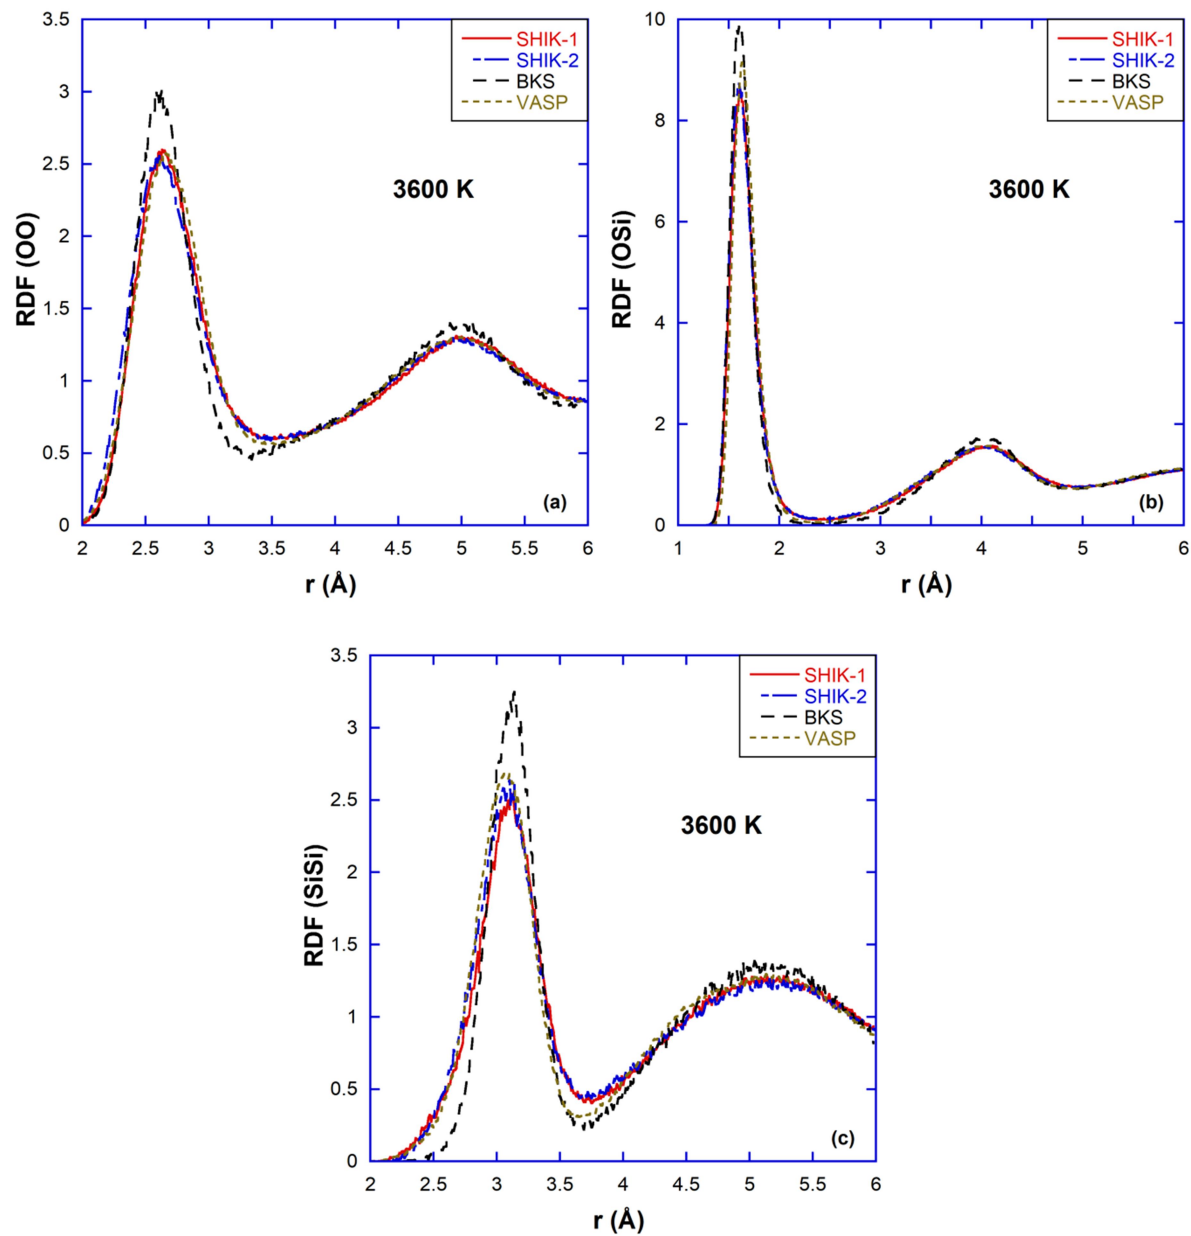 3.5
3
2.5
2
1.5
1
0.5
0
RDF (OO)
SHIK-1
SHIK-2
BKS
VASP
3600 K
(a)
2 2.5 3 3.5 4 4.5 5 5.5 6
r (Å)
10
8
6
4
2
0
RDF (OSi)
SHIK-1
SHIK-2
BKS
VASP
3600 K
(b)
1 2 3 4 5 6
r (Å)
3.5
3
2.5
2
1.5
1
0.5
0
RDF (SiSi)
SHIK-1
SHIK-2
BKS
VASP
3600 K
(c)
2 2.5 3 3.5 4 4.5 5 5.5 6
r (Å)